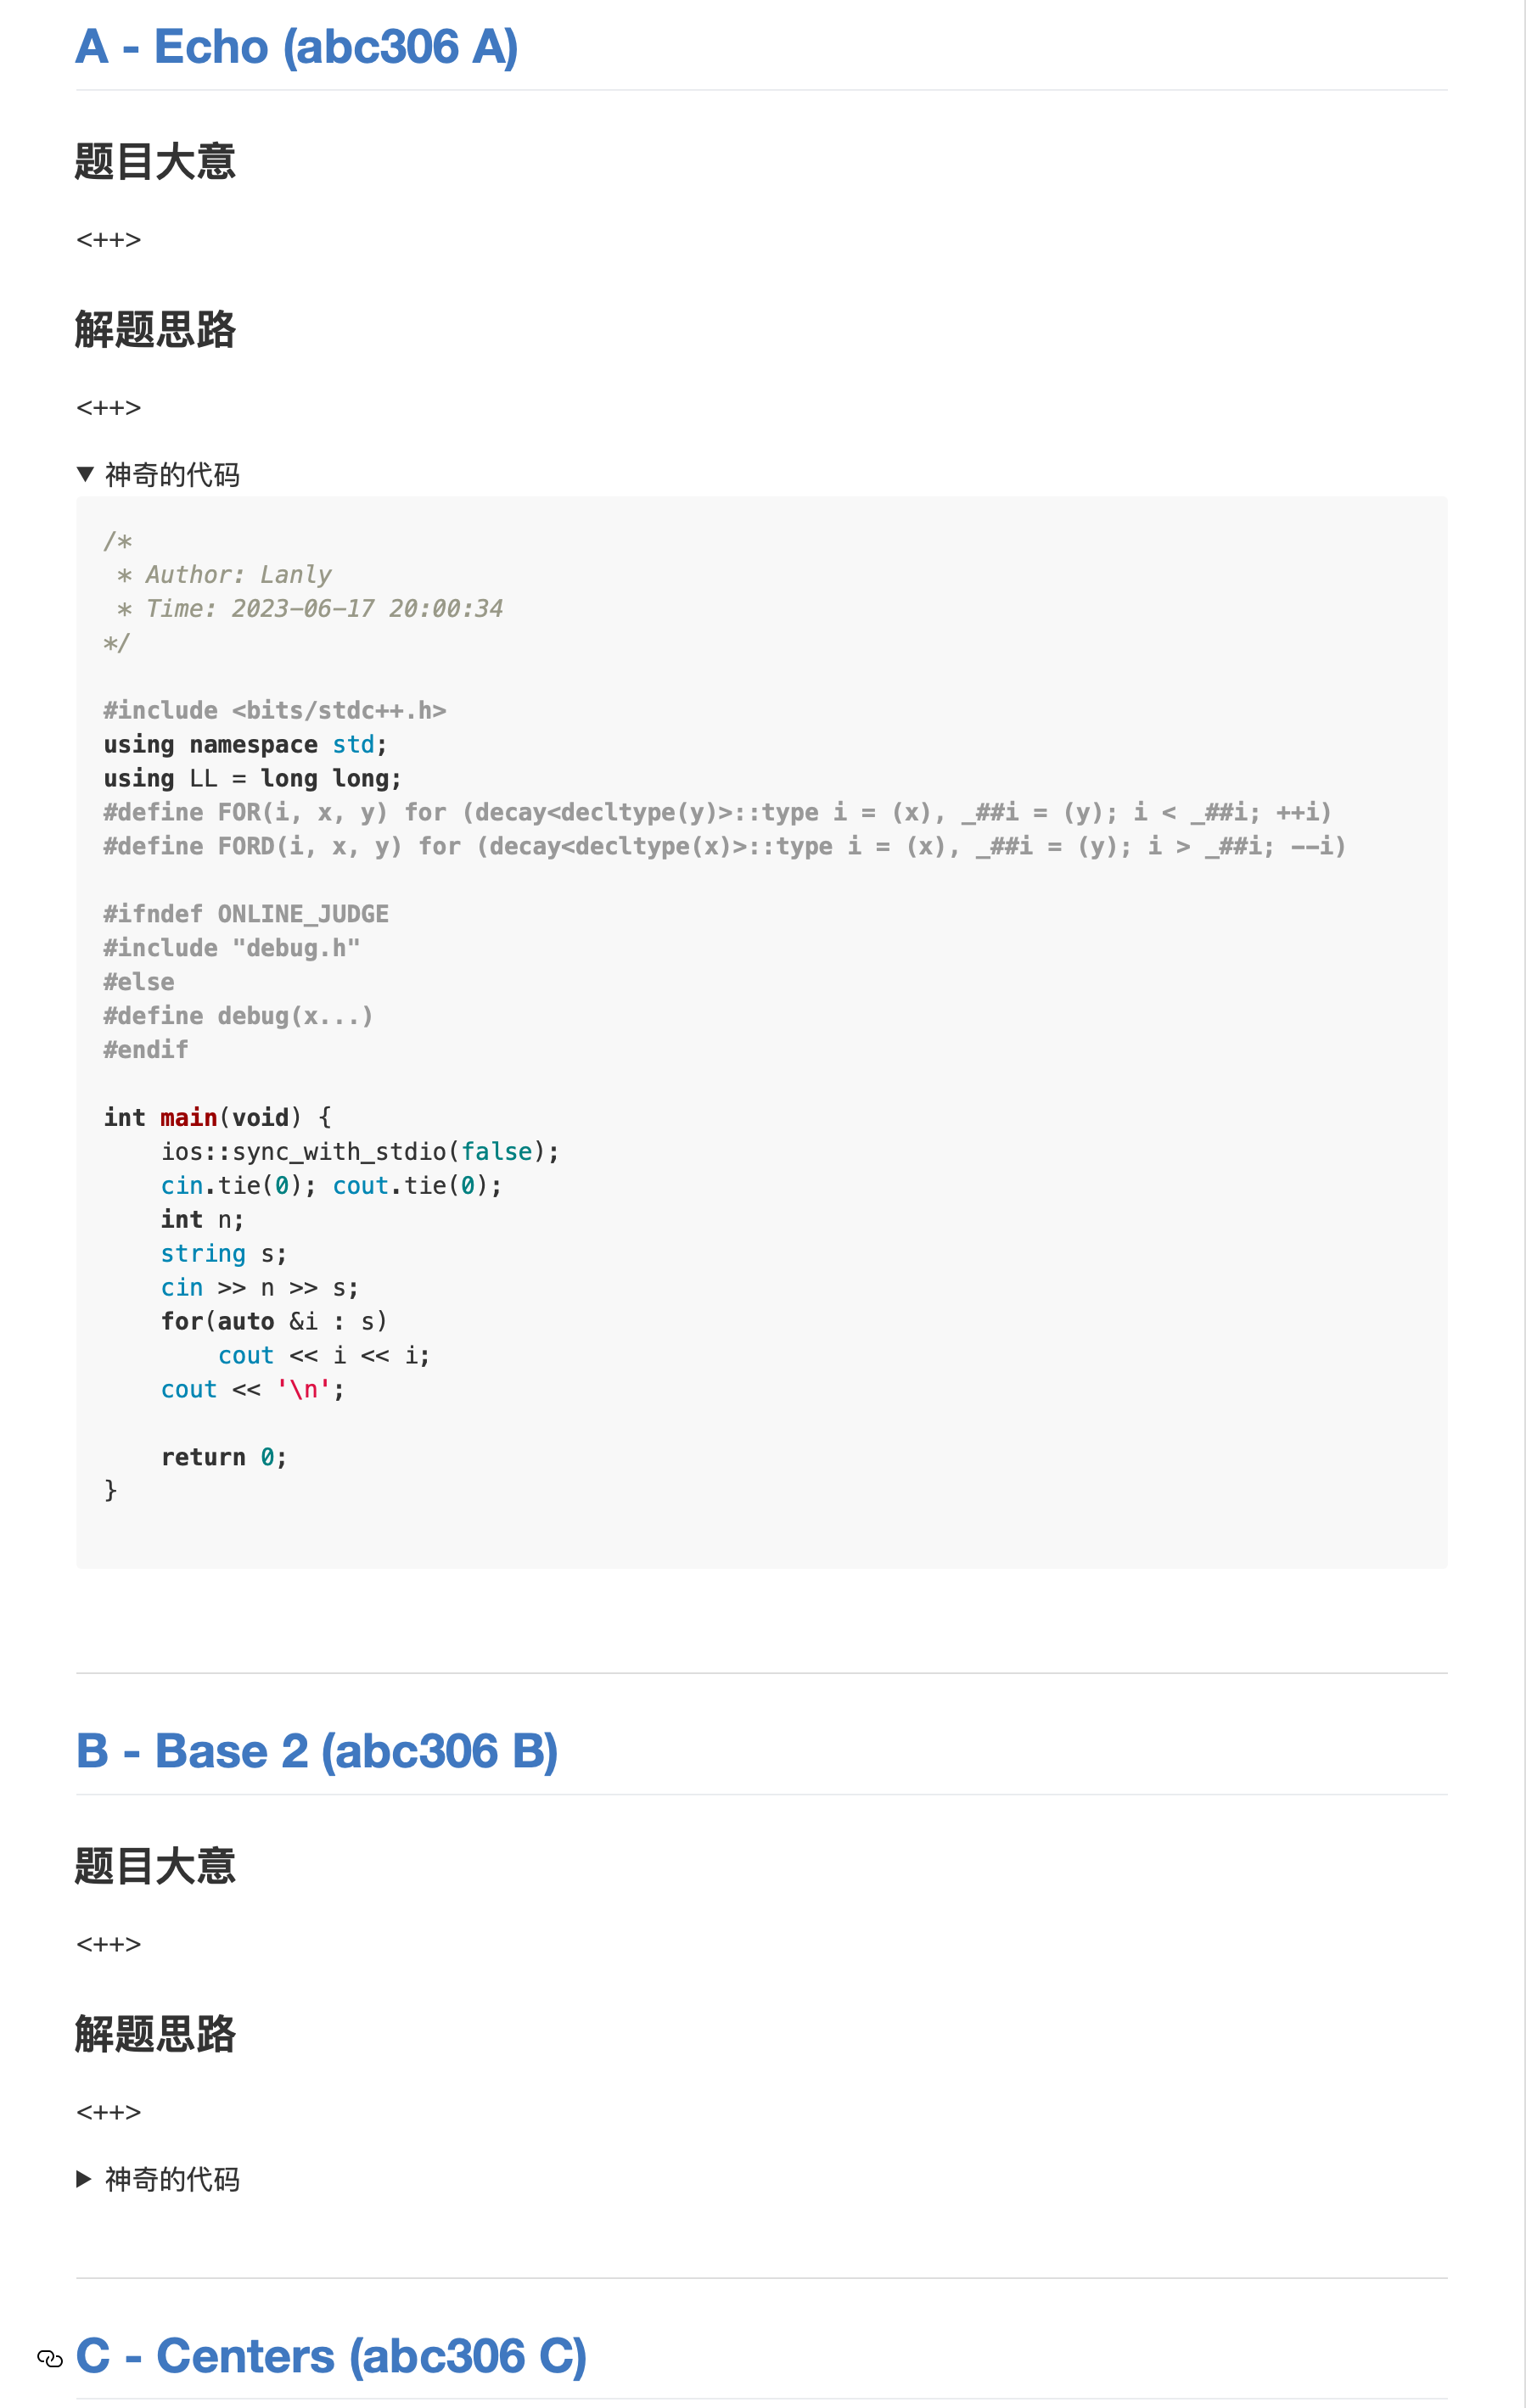 A - Echo (abc306 A)
题目大意
<++>
解题思路
<++>
▼ 神奇的代码
/*
 * Author: Lanly
 * Time: 2023-06-17 20:00:34
*/

#include <bits/stdc++.h>
using namespace std;
using LL = long long;
#define FOR(i, x, y) for (decay<decltype(y)>::type i = (x), _##i = (y); i < _##i; ++i)
#define FORD(i, x, y) for (decay<decltype(x)>::type i = (x), _##i = (y); i > _##i; --i)

#ifndef ONLINE_JUDGE
#include "debug.h"
#else
#define debug(x...)
#endif

int main(void) {
    ios::sync_with_stdio(false);
    cin.tie(0); cout.tie(0);
    int n;
    string s;
    cin >> n >> s;
    for(auto &i : s)
        cout << i << i;
    cout << '\n';

    return 0;
}
B - Base 2 (abc306 B)
题目大意
<++>
解题思路
<++>
▶ 神奇的代码
C - Centers (abc306 C)